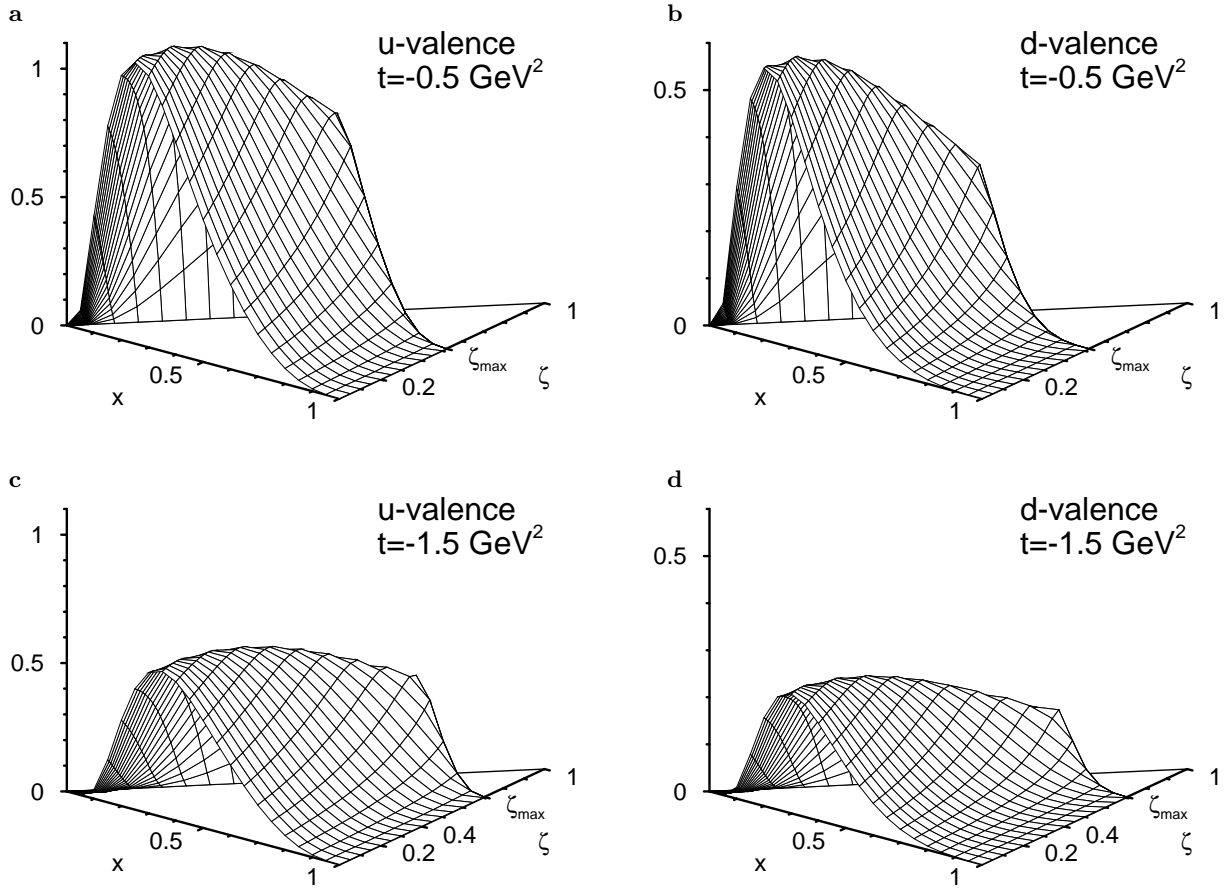 a
u-valence
t=-0.5 GeV²
1
0.5
0
0.5
1
x
0.2
ζmax
1
ζ
b
d-valence
t=-0.5 GeV²
0.5
0
0.5
1
x
0.2
ζmax
1
ζ
c
u-valence
t=-1.5 GeV²
1
0.5
0
0.5
1
x
0.2
0.4
ζmax
1
ζ
d
d-valence
t=-1.5 GeV²
0.5
0
0.5
1
x
0.2
0.4
ζmax
1
ζ